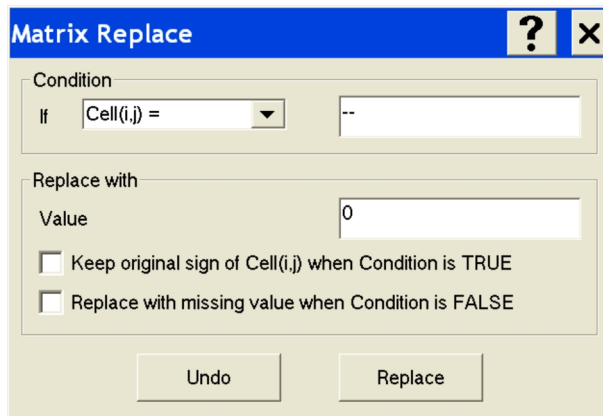 Matrix Replace ? X
Condition
If Cell(i,j) = --
Replace with
Value 0
Keep original sign of Cell(i,j) when Condition is TRUE
Replace with missing value when Condition is FALSE
Undo Replace